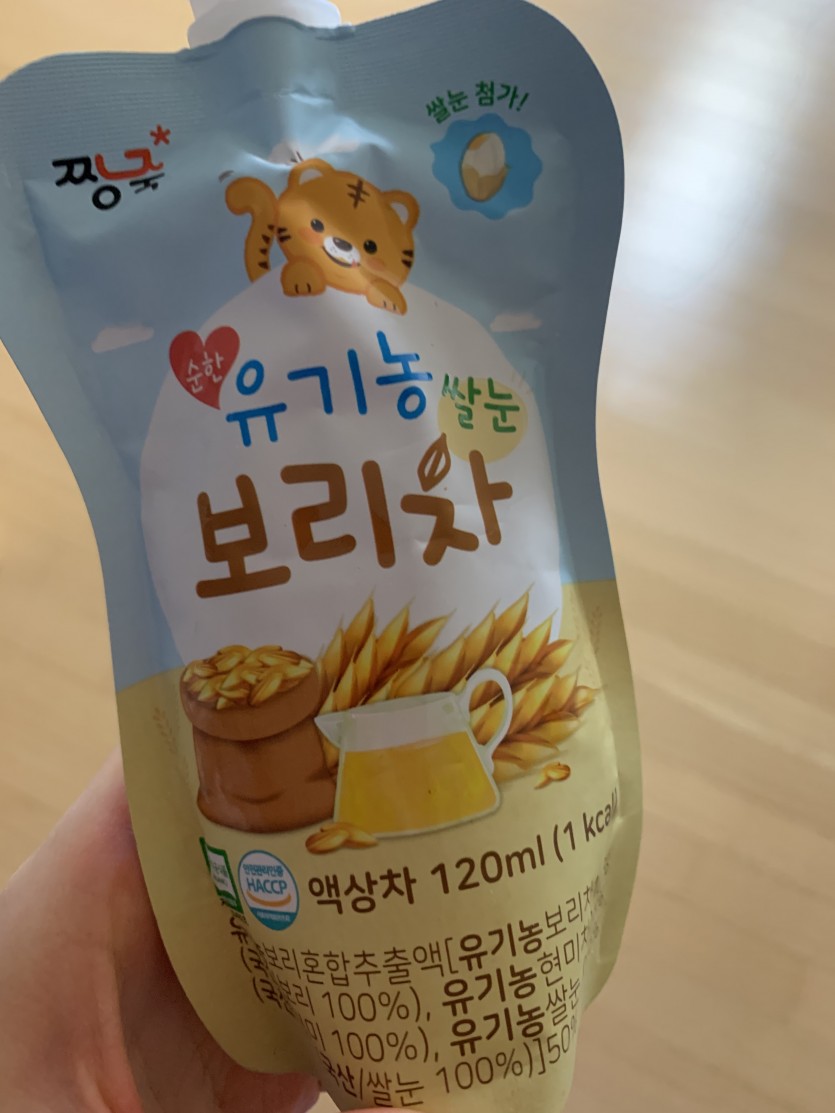 짱죽
쌀눈 첨가!
순한
유기농
쌀눈
보리차
HACCP
액상차 120ml (1 kcal)
보리혼합추출액[유기농보리차
보리 100%), 유기농현미
100%), 유기농쌀눈
국산/쌀눈 100%)]50%